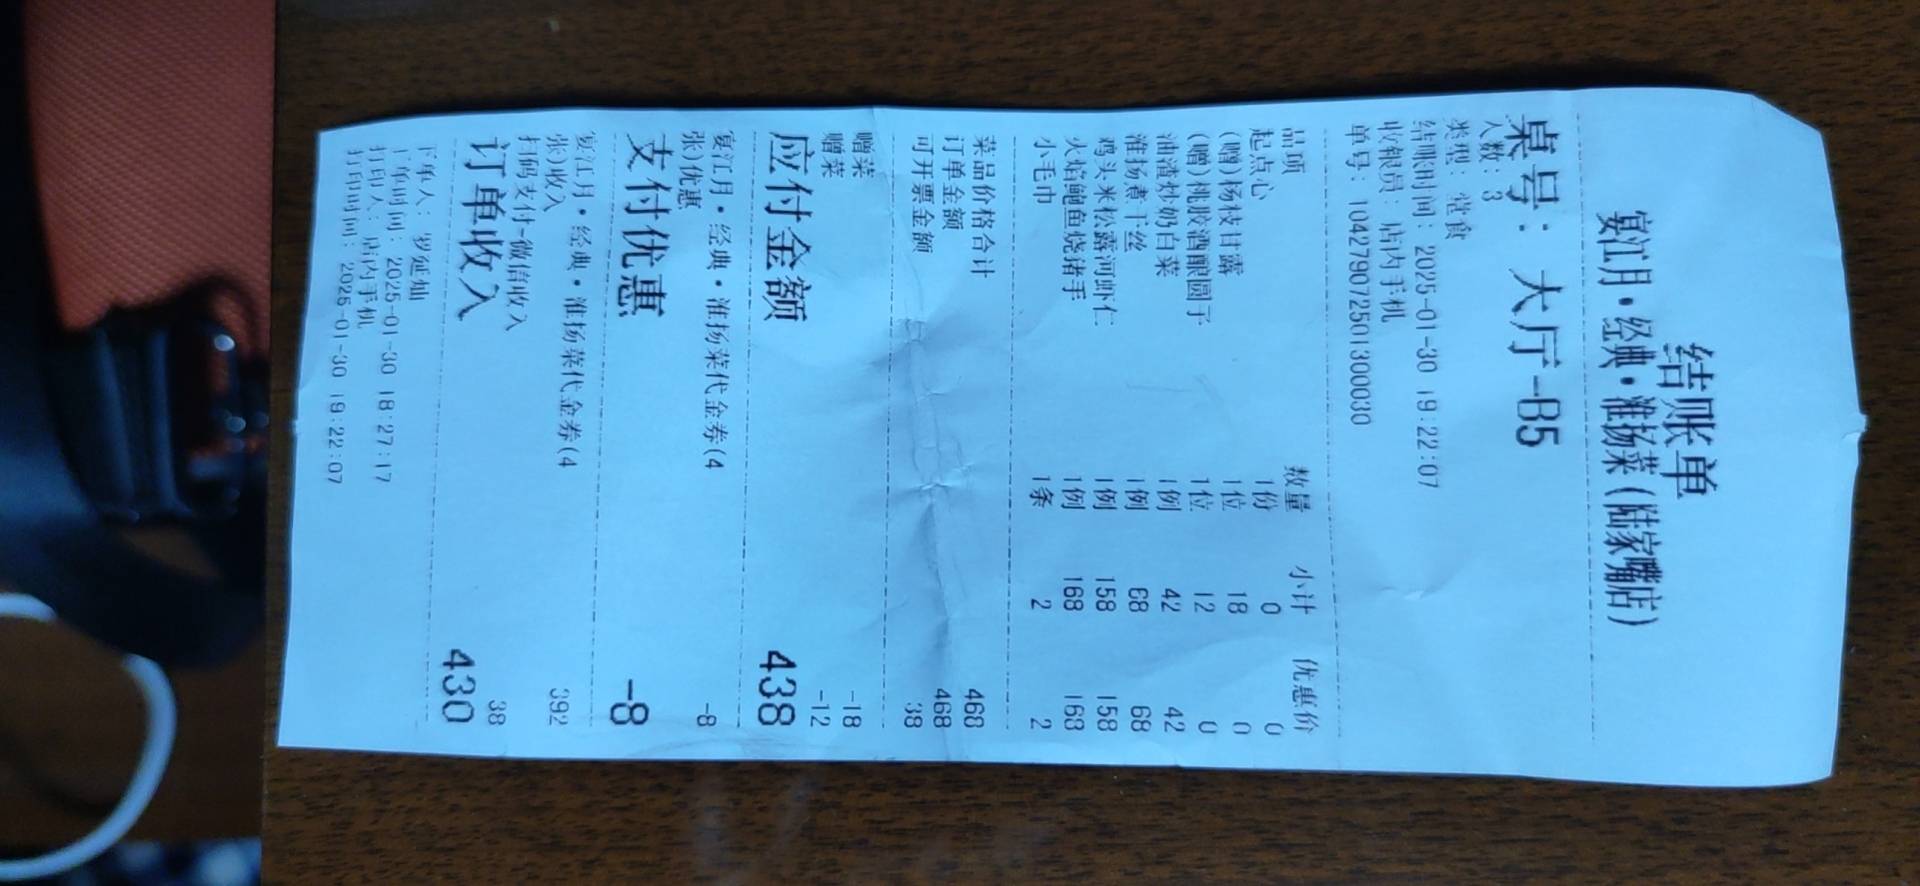 结账单
宴江月·经典·淮扬菜(陆家嘴店)
桌号：大厅-B5
人数：3
类型：堂食
结账时间：2025-01-30 19:22:07
收银员：店内手机
单号：104279072501300030
品项 数量 小计 优惠价
起点心 1份 0 0
(赠)杨枝甘露 1位 18 0
(赠)桃胶酒酿圆子 1位 12 0
油渣炒奶白菜 1例 42 42
淮扬煮干丝 1例 68 68
鸡头米松露河虾仁 1例 158 158
火焰鲍鱼烧猪手 1例 168 168
小毛巾 1条 2 2
菜品价格合计 468
订单金额 468
可开票金额 38
赠菜 -18
赠菜 -12
应付金额 438
宴江月·经典·淮扬菜代金券(4 -8
张)优惠
支付优惠 -8
宴江月·经典·淮扬菜代金券(4 392
张)收入
扫码支付-微信收入 38
订单收入 430
下单人：罗延灿
下单时间：2025-01-30 18:27:17
打印人：店内手机
打印时间：2025-01-30 19:22:07